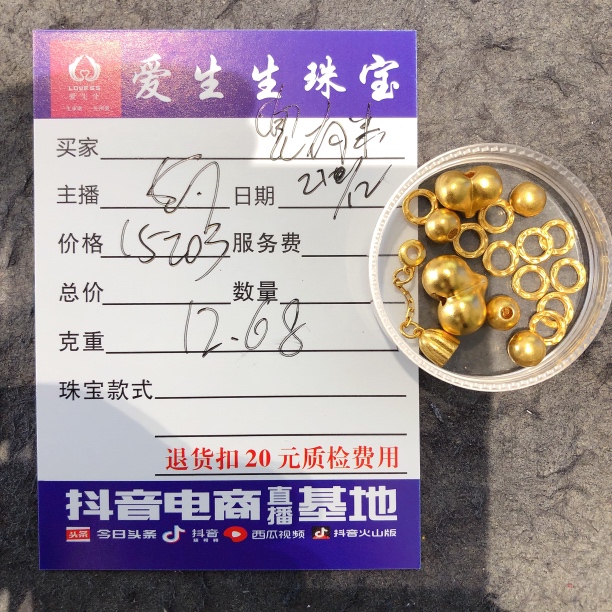 LOVESS
爱生生
爱生生珠宝
买家
主播
日期
价格 15203 服务费
总价
数量
克重 12.68
珠宝款式
退货扣 20 元质检费用
抖音电商直播基地
头条 今日头条 抖音 西瓜视频 抖音火山版